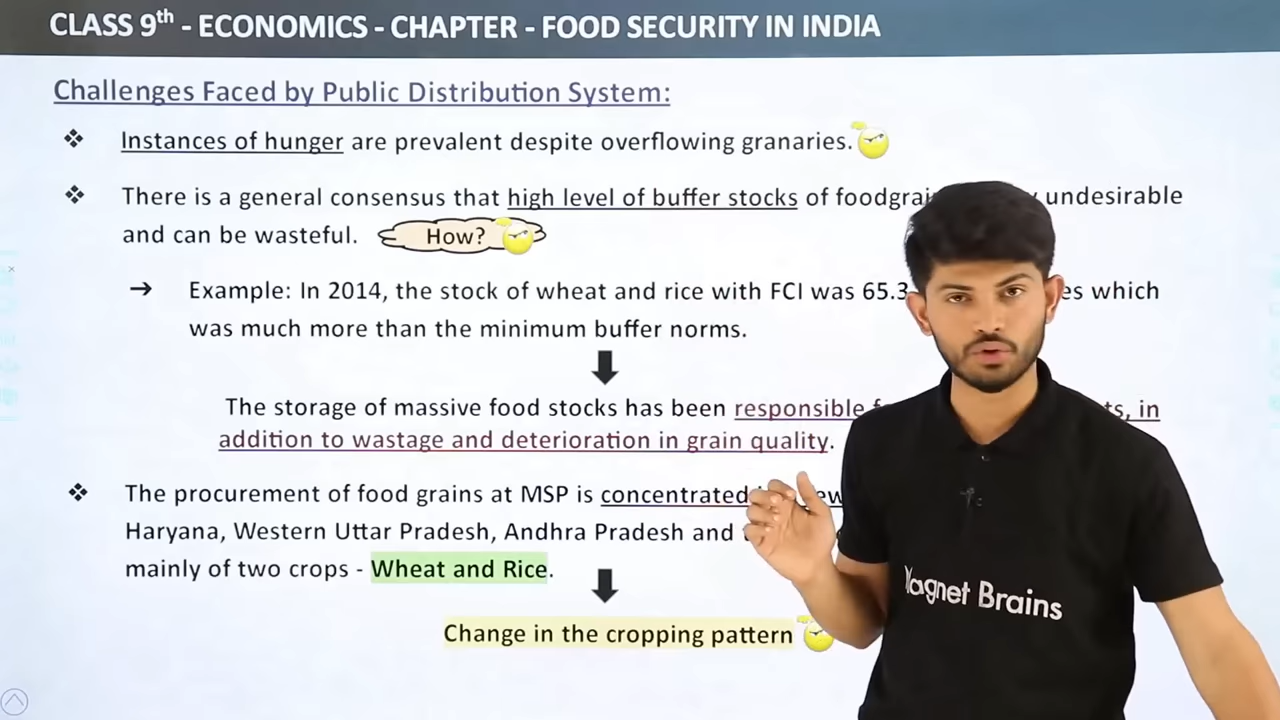 CLASS 9th - ECONOMICS - CHAPTER - FOOD SECURITY IN INDIA
Challenges Faced by Public Distribution System:
❖ Instances of hunger are prevalent despite overflowing granaries.
❖ There is a general consensus that high level of buffer stocks of undesirable
and can be wasteful. How?
→ Example: In 2014, the stock of wheat and rice with FCI was 65.3 which
was much more than the minimum buffer norms.
The storage of massive food stocks has been responsible in
addition to wastage and deterioration in grain quality.
❖ The procurement of food grains at MSP is concentrated
Haryana, Western Uttar Pradesh, Andhra Pradesh and
mainly of two crops - Wheat and Rice.
Change in the cropping pattern
Magnet Brains